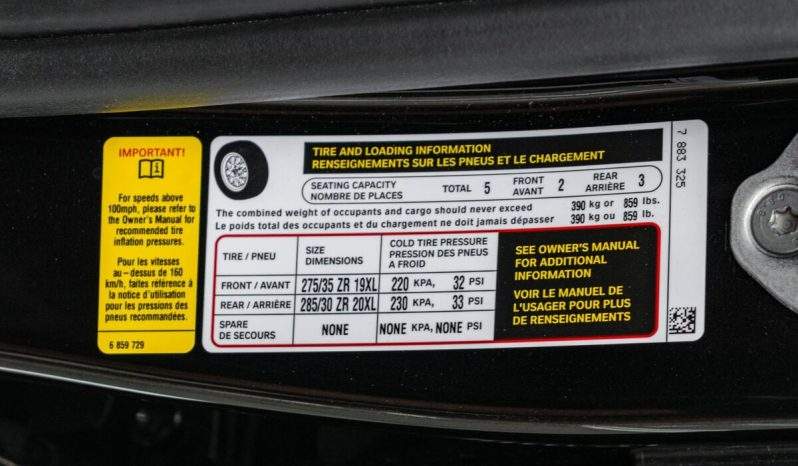 IMPORTANT!
For speeds above
100mph, please refer to
the Owner's Manual for
recommended tire
inflation pressures.
Pour les vitesses
au-dessus de 160
km/h, faites référence à
la notice d'utilisation
pour les pressions des
pneus recommandées.
6 859 729
TIRE AND LOADING INFORMATION
RENSEIGNEMENTS SUR LES PNEUS ET LE CHARGEMENT
SEATING CAPACITY
NOMBRE DE PLACES
TOTAL 5
FRONT
AVANT 2
REAR
ARRIÈRE 3
The combined weight of occupants and cargo should never exceed 390 kg or 859 lbs.
Le poids total des occupants et du chargement ne doit jamais dépasser 390 kg ou 859 lb.
TIRE / PNEU
SIZE
DIMENSIONS
COLD TIRE PRESSURE
PRESSION DES PNEUS
A FROID
FRONT / AVANT 275/35 ZR 19XL 220 KPA, 32 PSI
REAR / ARRIÈRE 285/30 ZR 20XL 230 KPA, 33 PSI
SPARE
DE SECOURS
NONE NONE KPA, NONE PSI
SEE OWNER'S MANUAL
FOR ADDITIONAL
INFORMATION
VOIR LE MANUEL DE
L'USAGER POUR PLUS
DE RENSEIGNEMENTS
7 883 325